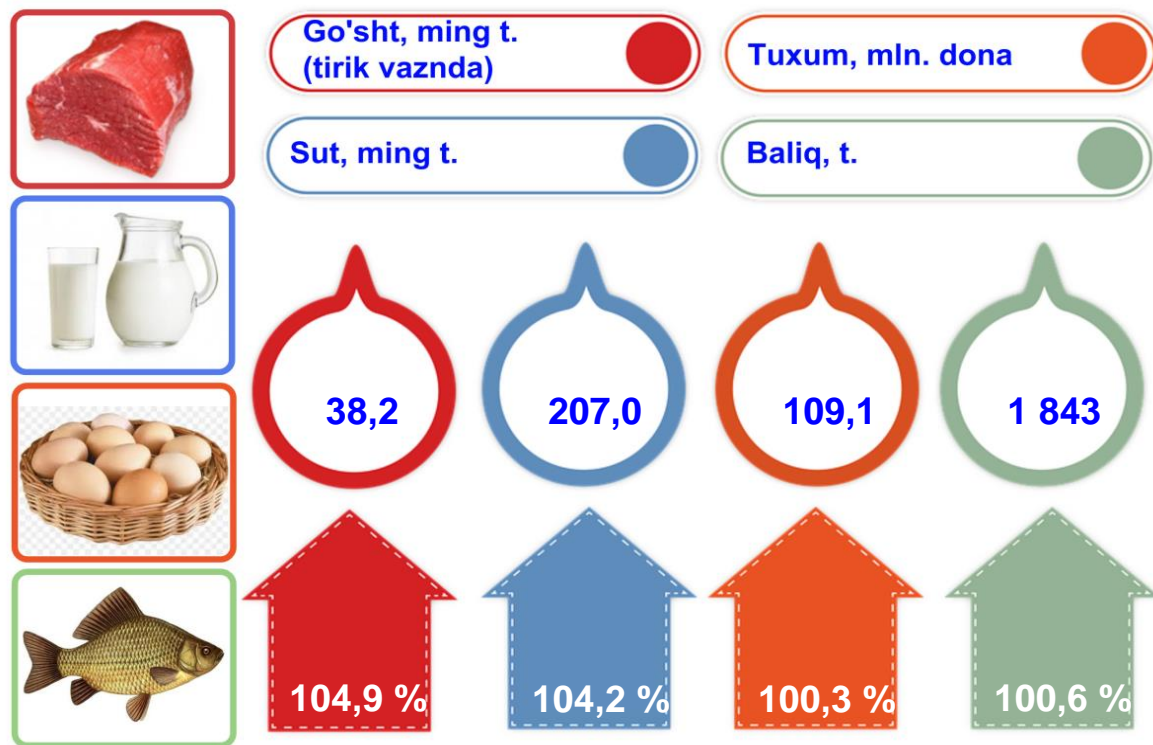 Go'sht, ming t.
(tirik vaznda)
Tuxum, mln. dona
Sut, ming t.
Baliq, t.
38,2
207,0
109,1
1 843
104,9 %
104,2 %
100,3 %
100,6 %